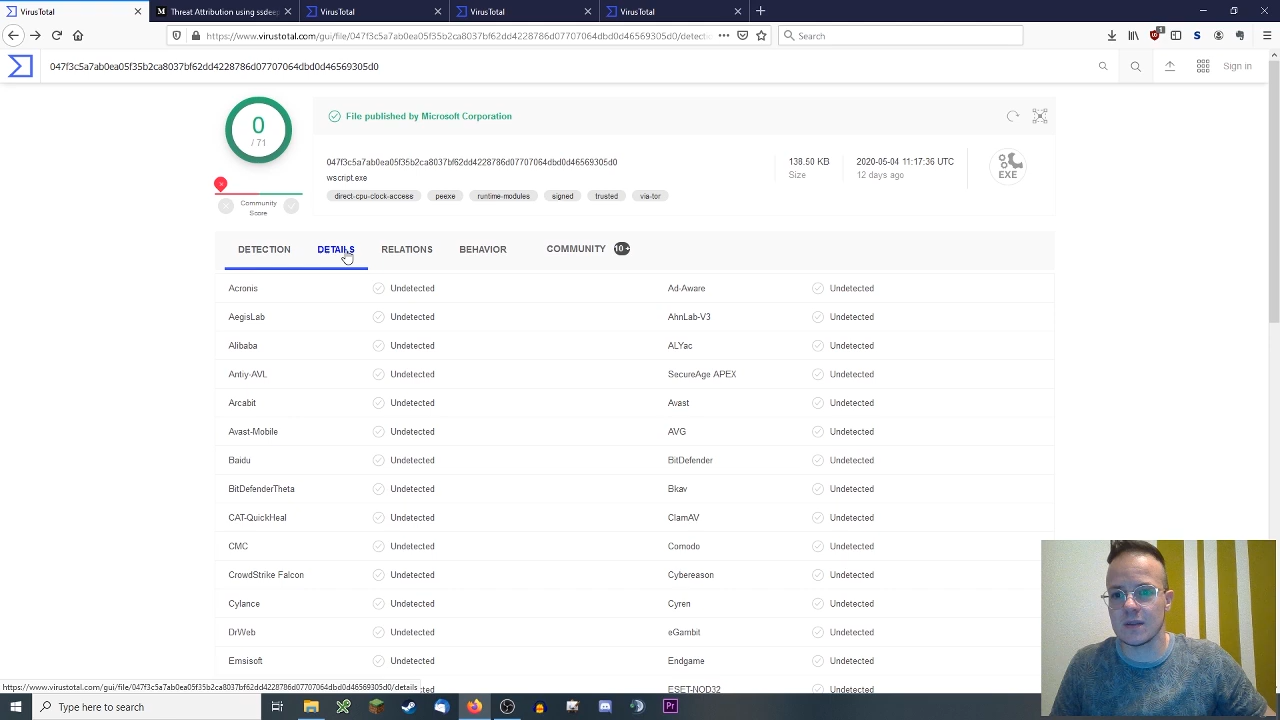 VirusTotal
Threat Attribution using ssdeep
VirusTotal
VirusTotal
VirusTotal
https://www.virustotal.com/gui/file/047f3c5a7ab0ea05f35b2ca8037bf62dd4228786d07707064dbd0d46569305d0/detect
Search
047f3c5a7ab0ea05f35b2ca8037bf62dd4228786d07707064dbd0d46569305d0
Sign in
0
/ 71
Community
Score
File published by Microsoft Corporation
047f3c5a7ab0ea05f35b2ca8037bf62dd4228786d07707064dbd0d46569305d0
wscript.exe
direct-cpu-clock-access peexe runtime-modules signed trusted via-tor
138.50 KB
Size
2020-05-04 11:17:36 UTC
12 days ago
EXE
DETECTION DETAILS RELATIONS BEHAVIOR COMMUNITY 10+
Acronis Undetected Ad-Aware Undetected
AegisLab Undetected AhnLab-V3 Undetected
Alibaba Undetected ALYac Undetected
Antiy-AVL Undetected SecureAge APEX Undetected
Arcabit Undetected Avast Undetected
Avast-Mobile Undetected AVG Undetected
Baidu Undetected BitDefender Undetected
BitDefenderTheta Undetected Bkav Undetected
CAT-QuickHeal Undetected ClamAV Undetected
CMC Undetected Comodo Undetected
CrowdStrike Falcon Undetected Cybereason Undetected
Cylance Undetected Cyren Undetected
DrWeb Undetected eGambit Undetected
Emsisoft Undetected Endgame Undetected
ESET-NOD32 Undetected
https://www.virustotal.com/gui/file/047f3c5a7ab0ea05f35b2ca8037bf62dd4228786d07707064dbd0d46569305d0/details
Type here to search
Pr